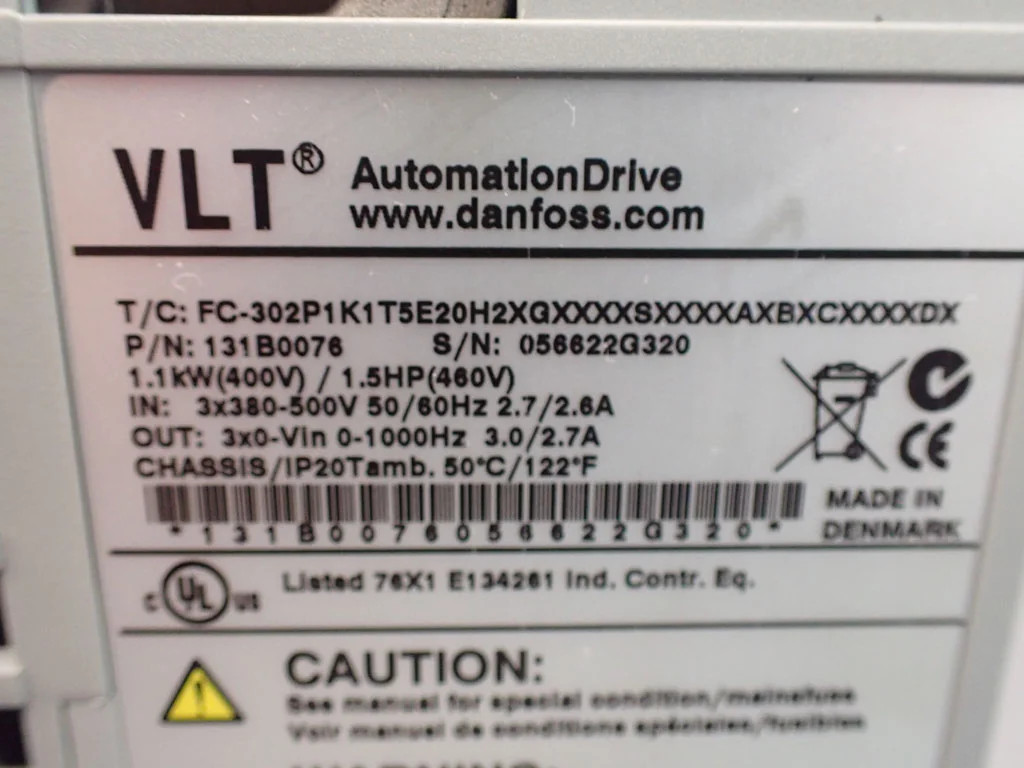 VLT® AutomationDrive
www.danfoss.com
T/C: FC-302P1K1T5E20H2XGXXXXSXXXXAXBXCXXXXDX
P/N: 131B0076 S/N: 056622G320
1.1kW(400V) / 1.5HP(460V)
IN: 3x380-500V 50/60Hz 2.7/2.6A
OUT: 3x0-Vin 0-1000Hz 3.0/2.7A
CHASSIS/IP20Tamb. 50°C/122°F
CE
MADE IN
DENMARK
*131B0076056622G320*
C UL US Listed 76X1 E134261 Ind. Contr. Eq.
CAUTION:
See manual for special condition/mainsfuse
Voir manual de conditions spéciales/fusibles